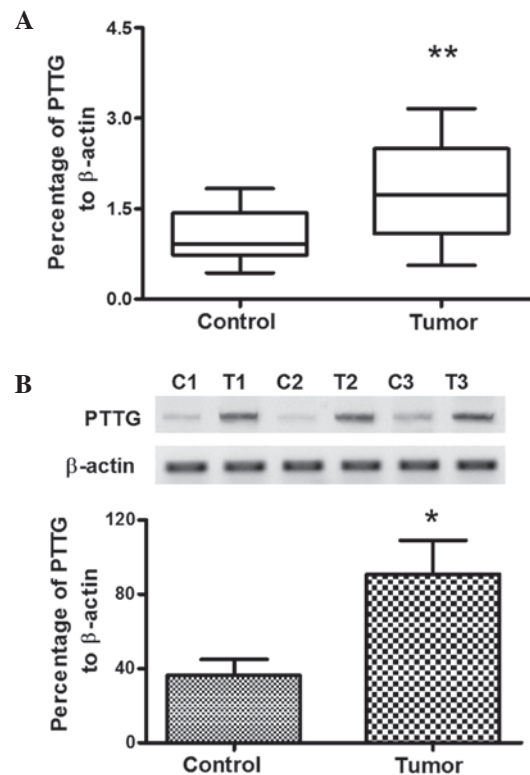 A
Percentage of PTTG
to β-actin
4.5
3.0
1.5
0.0
**
Control
Tumor
B
C1 T1 C2 T2 C3 T3
PTTG
β-actin
Percentage of PTTG
to β-actin
120
80
40
0
*
Control
Tumor